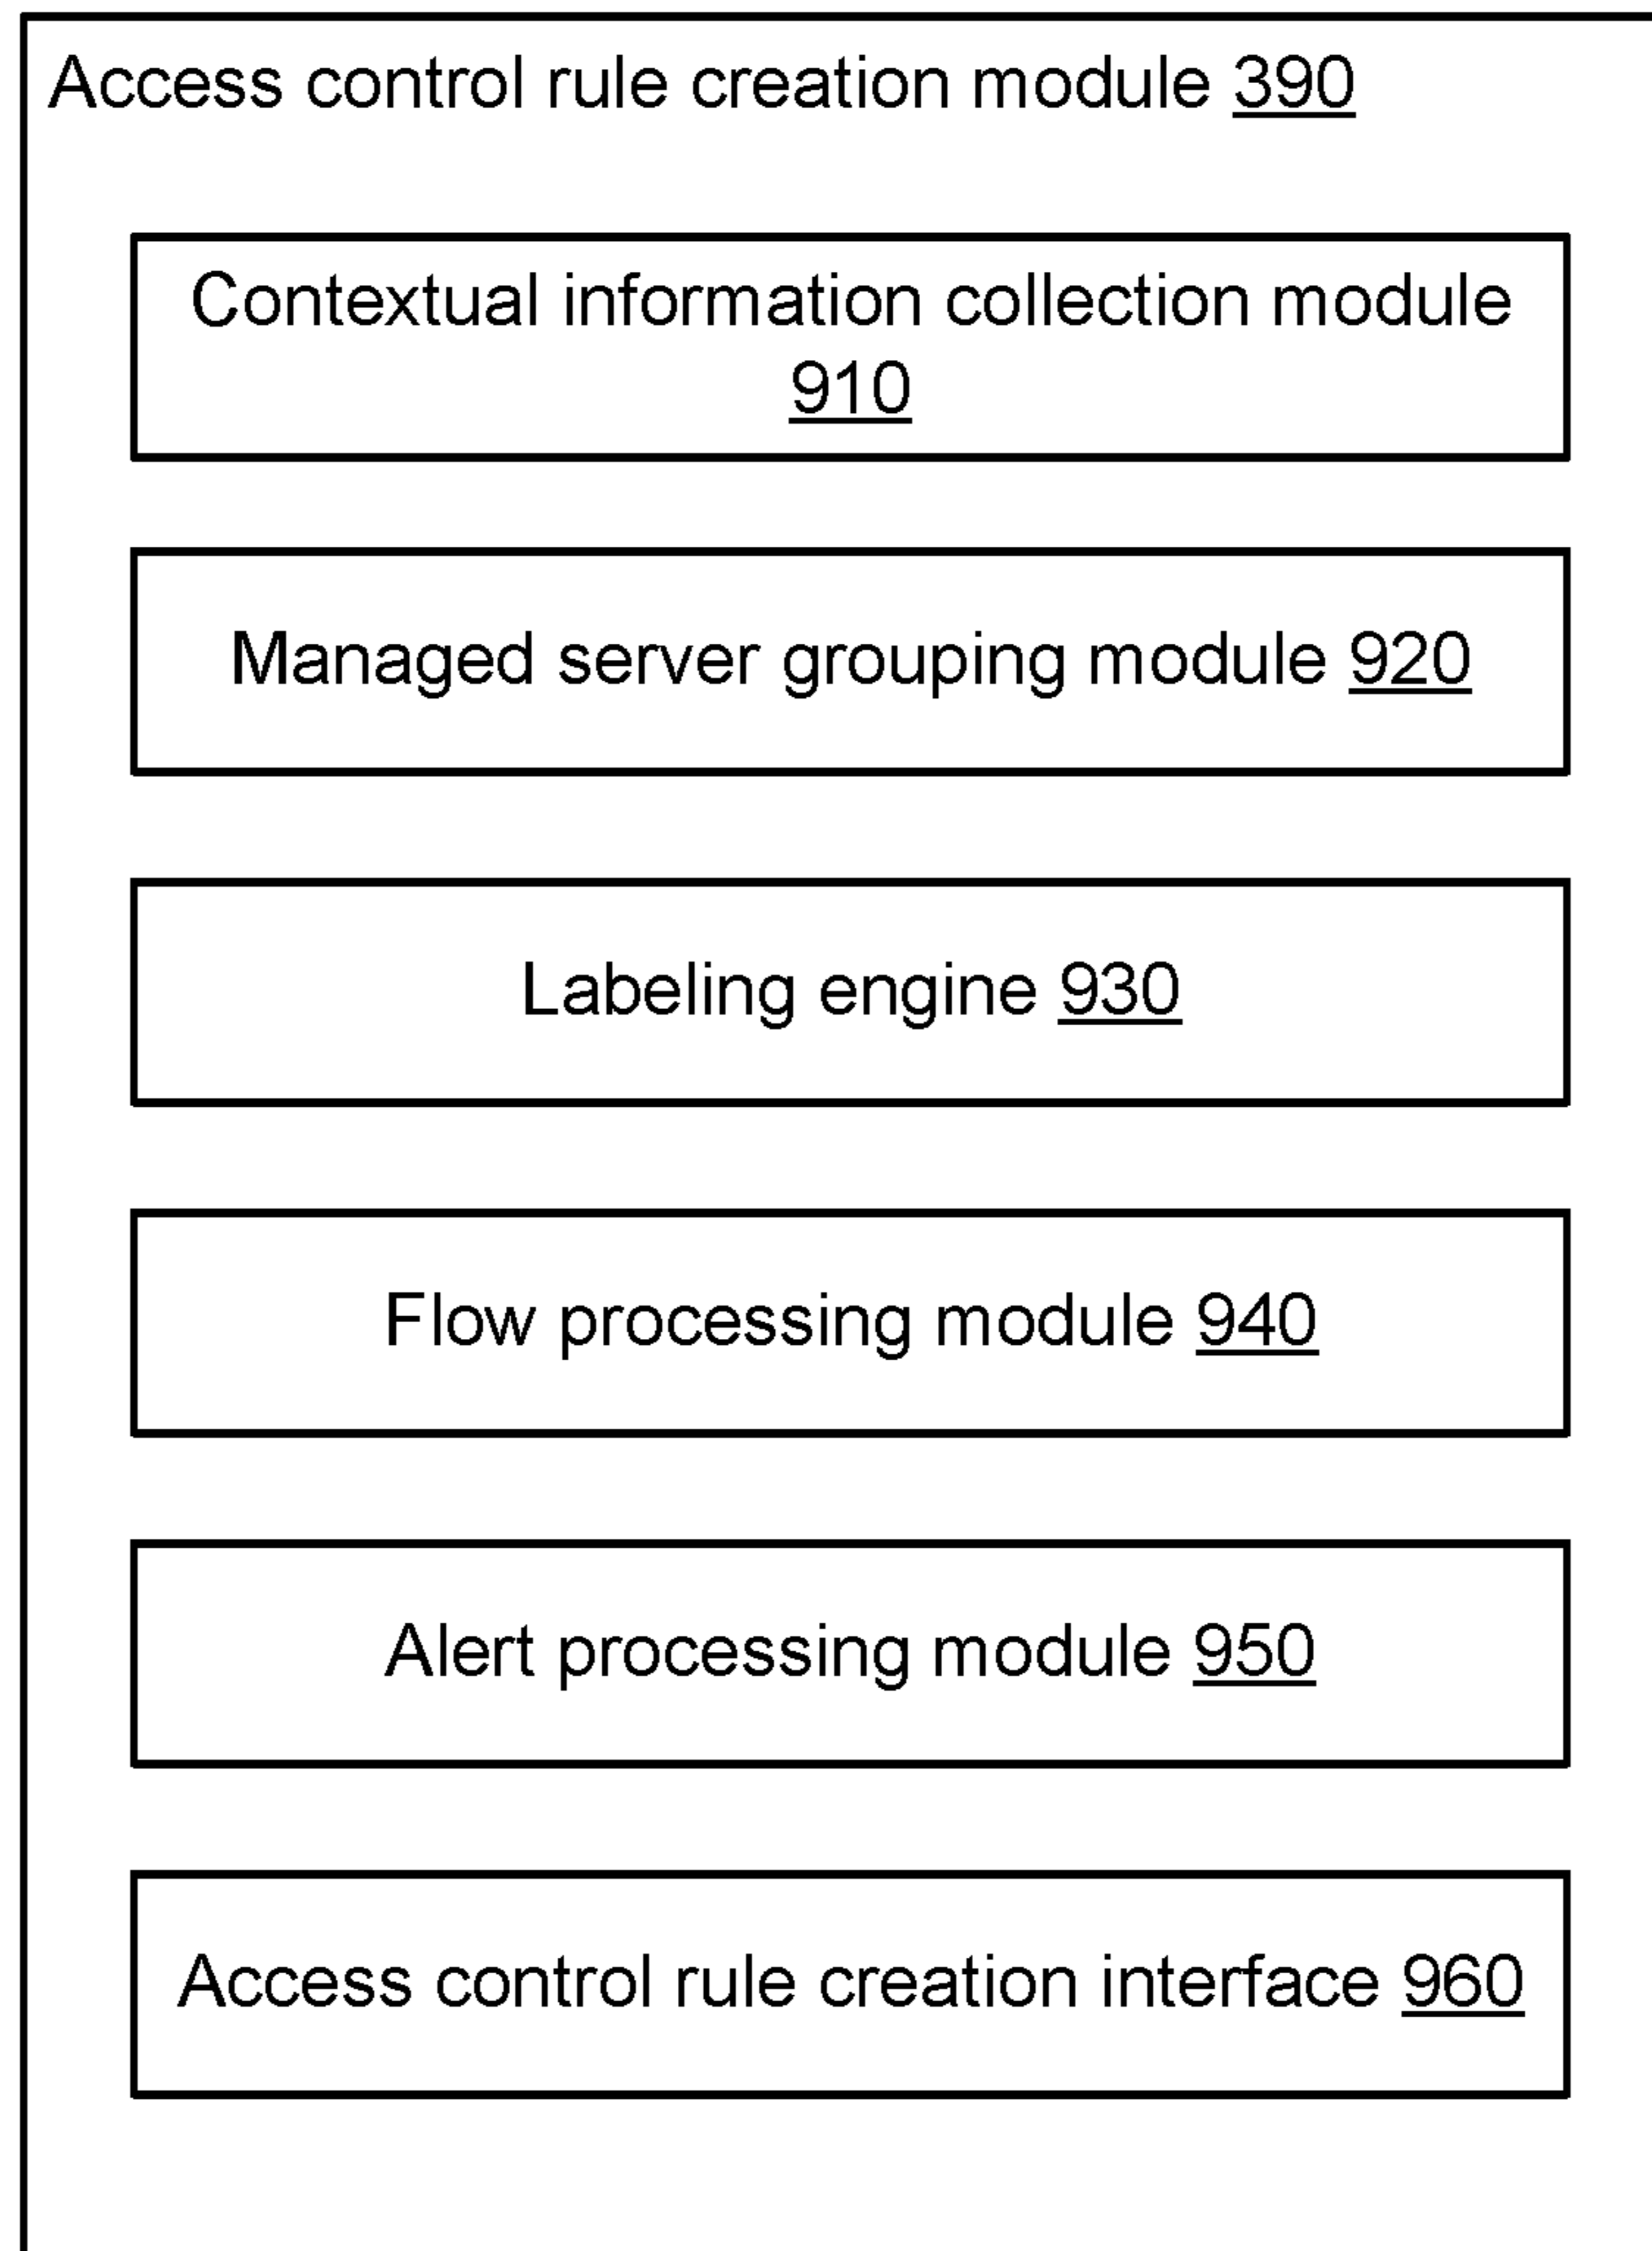 Access control rule creation module 390
Contextual information collection module
910
Managed server grouping module 920
Labeling engine 930
Flow processing module 940
Alert processing module 950
Access control rule creation interface 960